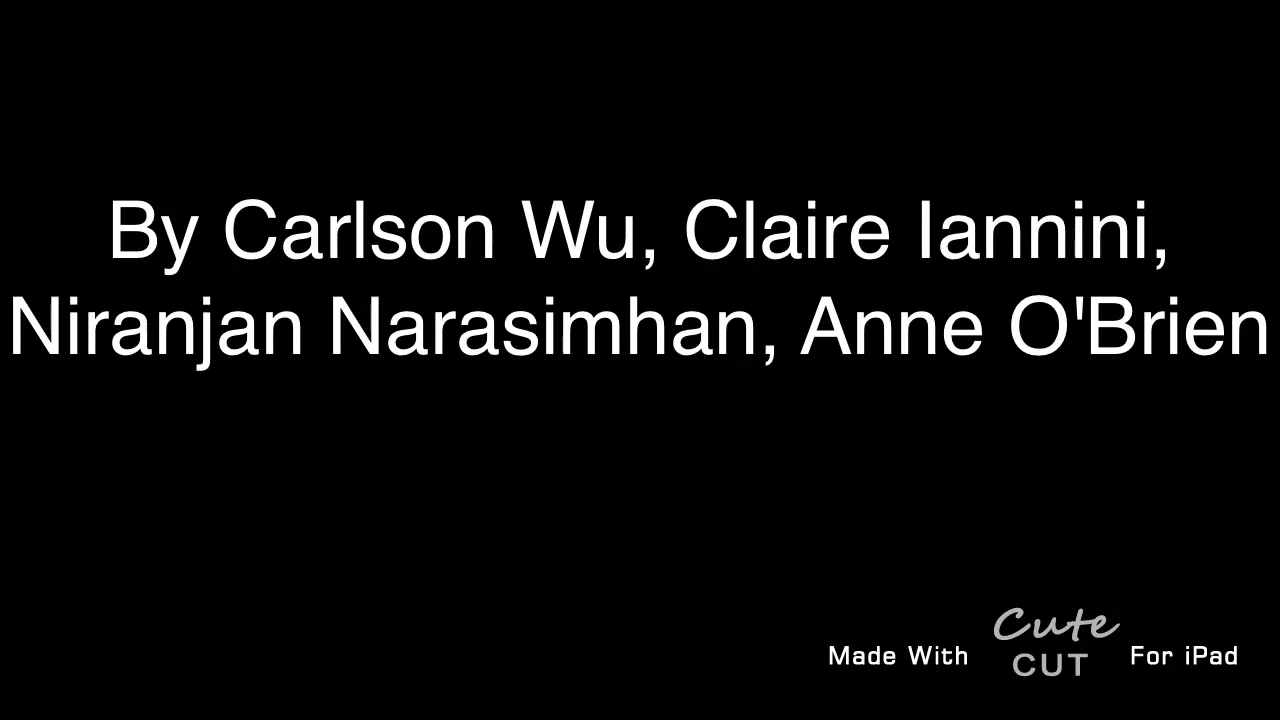 By Carlson Wu, Claire Iannini,
Niranjan Narasimhan, Anne O'Brien
Made With Cute CUT For iPad